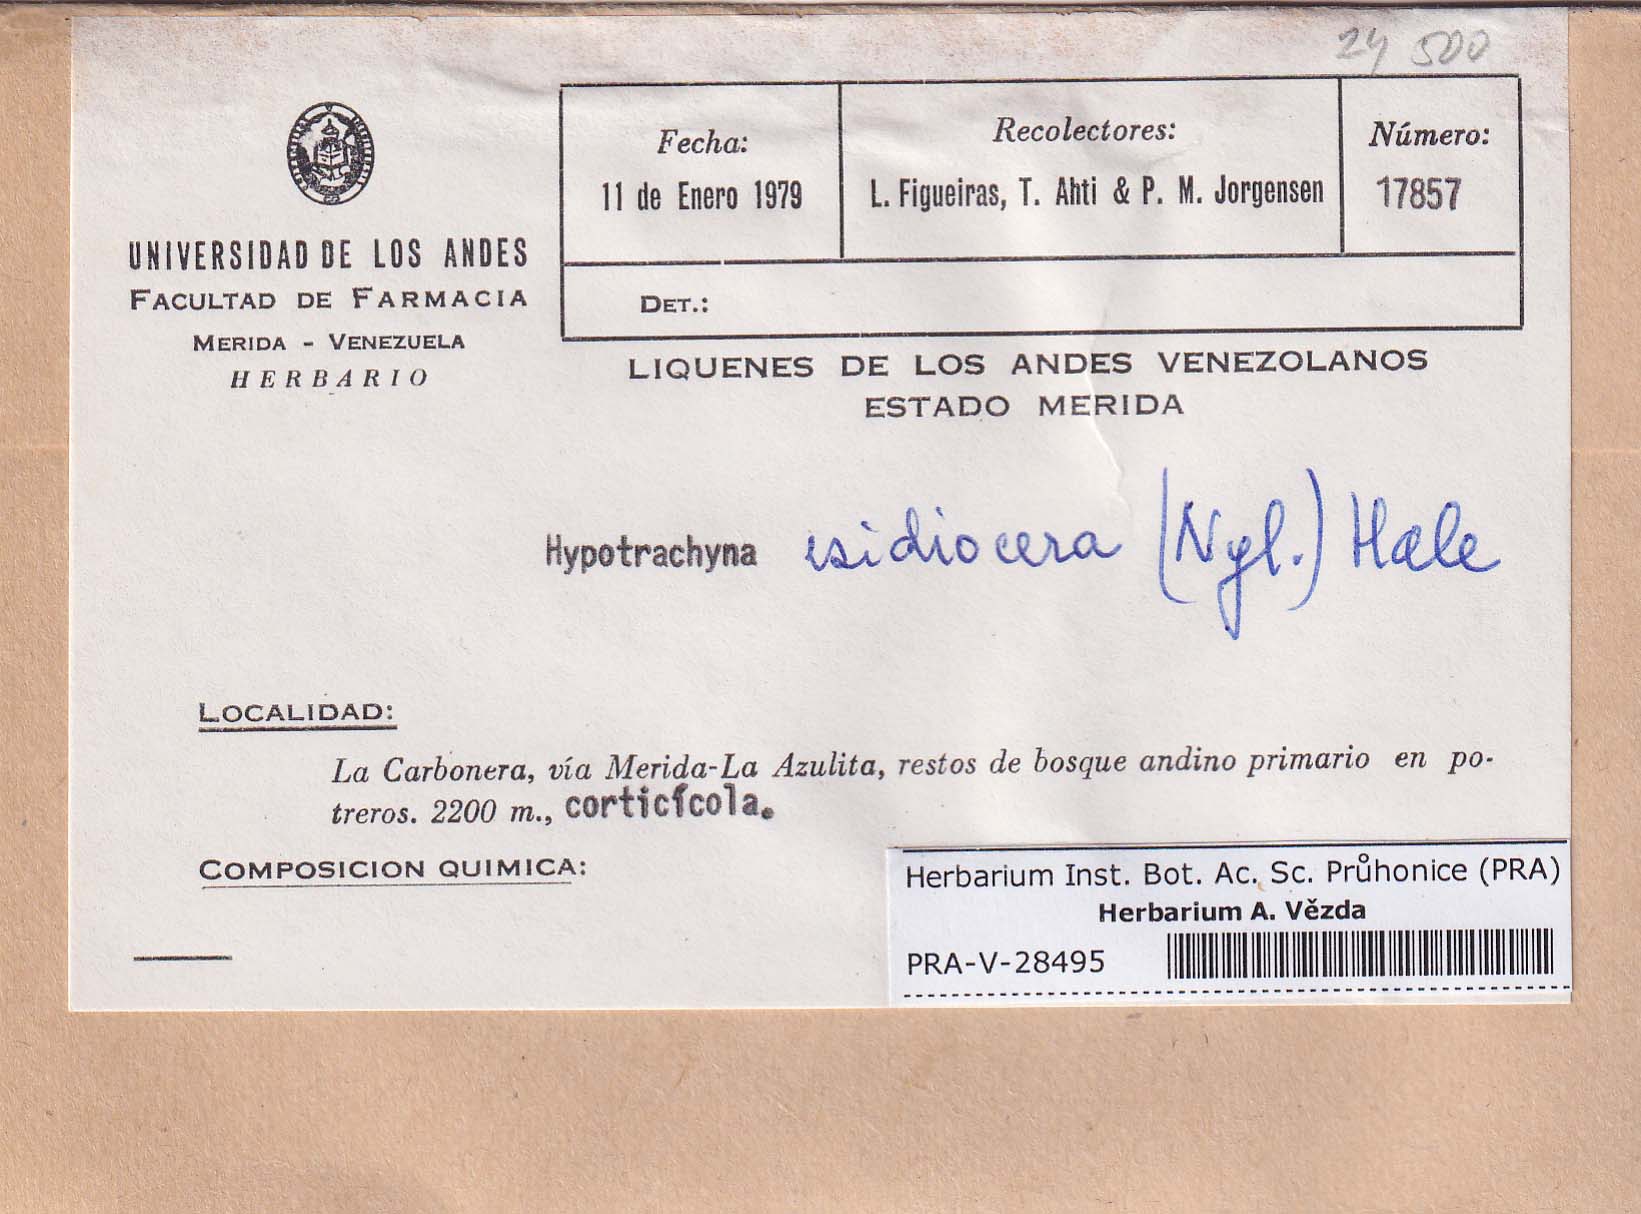 24 500
UNIVERSIDAD DE LOS ANDES
FACULTAD DE FARMACIA
MERIDA - VENEZUELA
HERBARIO
Fecha:
11 de Enero 1979
Recolectores:
L. Figueiras, T. Ahti & P. M. Jorgensen
Número:
17857
DET.:
LIQUENES DE LOS ANDES VENEZOLANOS
ESTADO MERIDA
Hypotrachyna isidiocera (Nyl.) Hale
LOCALIDAD:
La Carbonera, vía Merida-La Azulita, restos de bosque andino primario en po-
treros. 2200 m., corticícola.
COMPOSICION QUIMICA:
Herbarium Inst. Bot. Ac. Sc. Průhonice (PRA)
Herbarium A. Vězda
PRA-V-28495